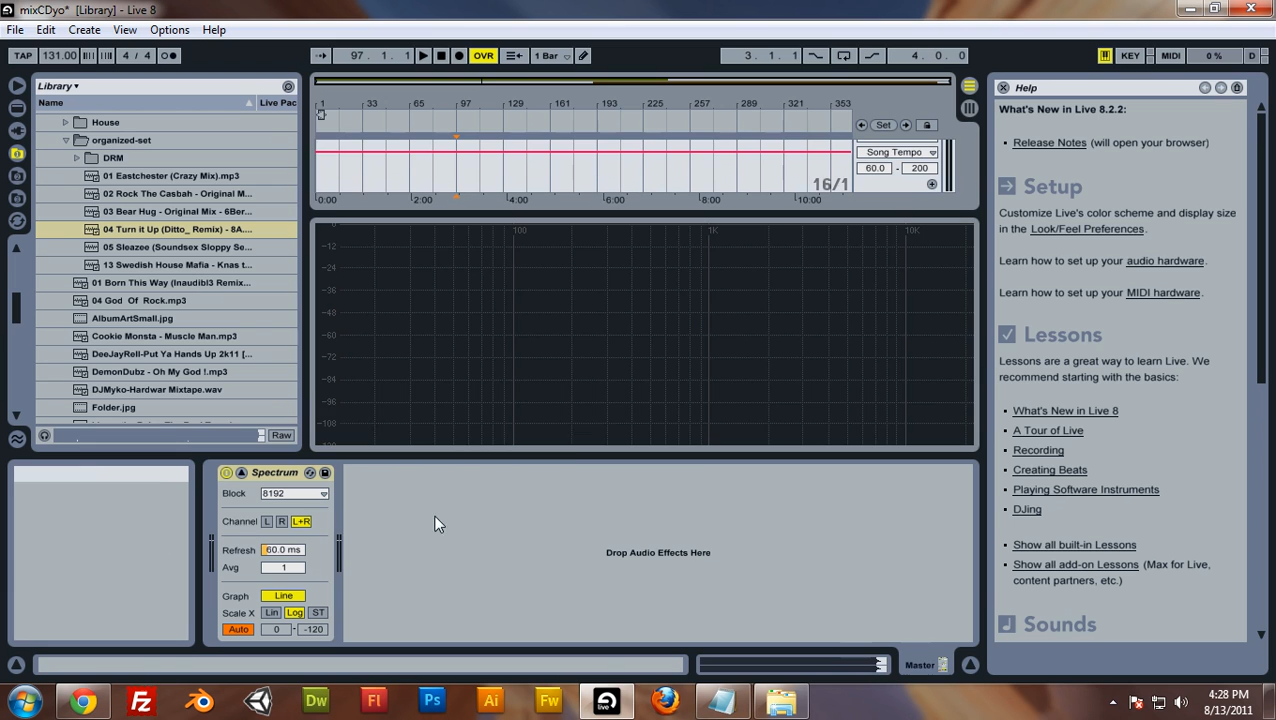 mixCDyo* [Library] - Live 8
File Edit Create View Options Help
TAP 131.00 4 / 4 97 . 1 . 1 OVR 1 Bar 3 . 1 . 1 4 . 0 . 0 KEY MIDI 0 % D
Library
Name Live Pac
House
organized-set
DRM
01 Eastchester (Crazy Mix).mp3
02 Rock The Casbah - Original M...
03 Bear Hug - Original Mix - 6Ber...
04 Turn it Up (Ditto_ Remix) - 8A....
05 Sleazee (Soundsex Sloppy Se...
13 Swedish House Mafia - Knas t...
01 Born This Way (Inaudibl3 Remix...
04 God Of Rock.mp3
AlbumArtSmall.jpg
Cookie Monsta - Muscle Man.mp3
DeeJayRell-Put Ya Hands Up 2k11 [...
DemonDubz - Oh My God !.mp3
DJMyko-Hardwar Mixtape.wav
Folder.jpg
Raw
1 33 65 97 129 161 193 225 257 289 321 353
Set
Song Tempo
60.0 - 200
16/1
0:00 2:00 4:00 6:00 8:00 10:00
100 1K 10K
-12
-24
-36
-48
-60
-72
-84
-96
-108
Spectrum
Block 8192
Channel L R L+R
Refresh 60.0 ms
Avg 1
Graph Line
Scale X Lin Log ST
Auto 0 - -120
Drop Audio Effects Here
Master
Help
What's New in Live 8.2.2:
Release Notes (will open your browser)
Setup
Customize Live's color scheme and display size
in the Look/Feel Preferences.
Learn how to set up your audio hardware.
Learn how to set up your MIDI hardware.
Lessons
Lessons are a great way to learn Live. We
recommend starting with the basics:
What's New in Live 8
A Tour of Live
Recording
Creating Beats
Playing Software Instruments
DJing
Show all built-in Lessons
Show all add-on Lessons (Max for Live,
content partners, etc.)
Sounds
Fz Dw Fl Ps Ai Fw live
4:28 PM
8/13/2011